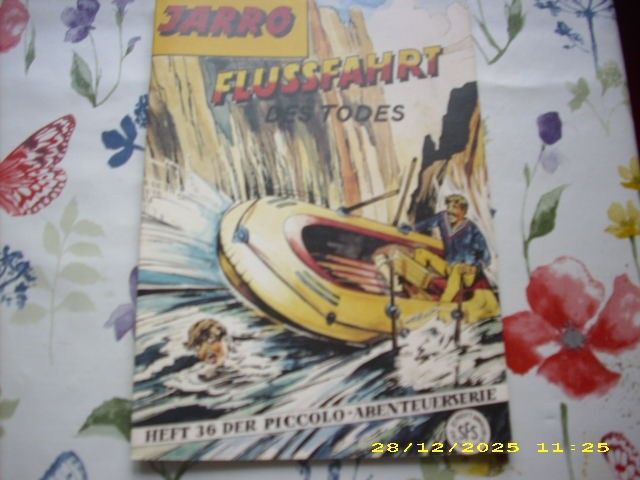 JARRO
FLUSSFAHRT
DES TODES
HEFT 36 DER PICCOLO-ABENTEUERSERIE
28/12/2025 11:25